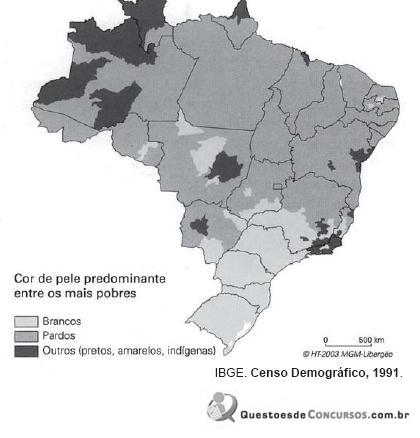 Cor de pele predominante
entre os mais pobres
Brancos
Pardos
Outros (pretos, amarelos, indígenas)
0 500 km
© HT-2003 MGM-Libergéo
IBGE. Censo Demográfico, 1991.
QuestoesdeConcursos.com.br